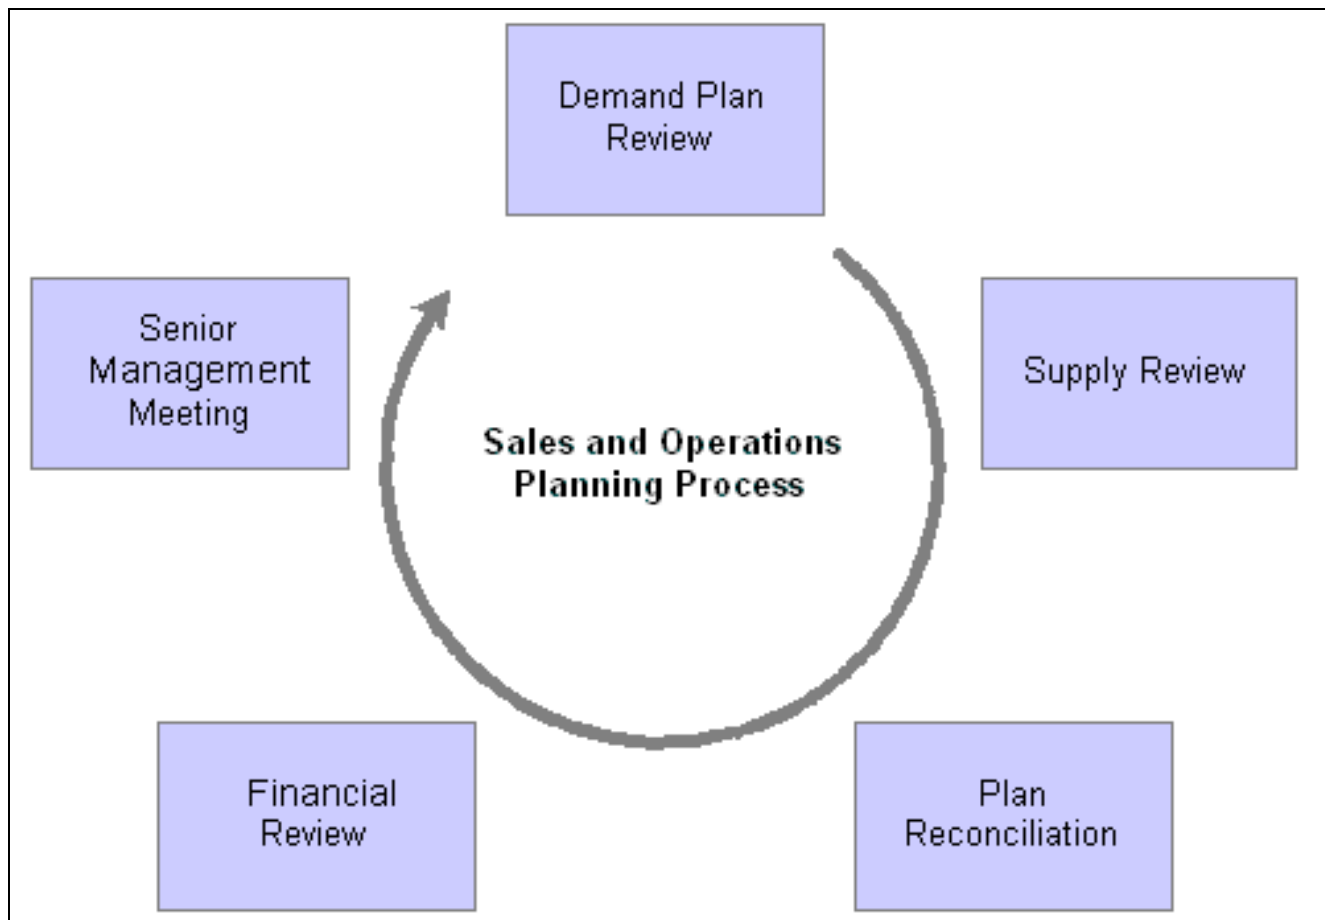 Demand Plan
Review
Senior
Management
Meeting
Supply Review
Sales and Operations
Planning Process
Financial
Review
Plan
Reconciliation